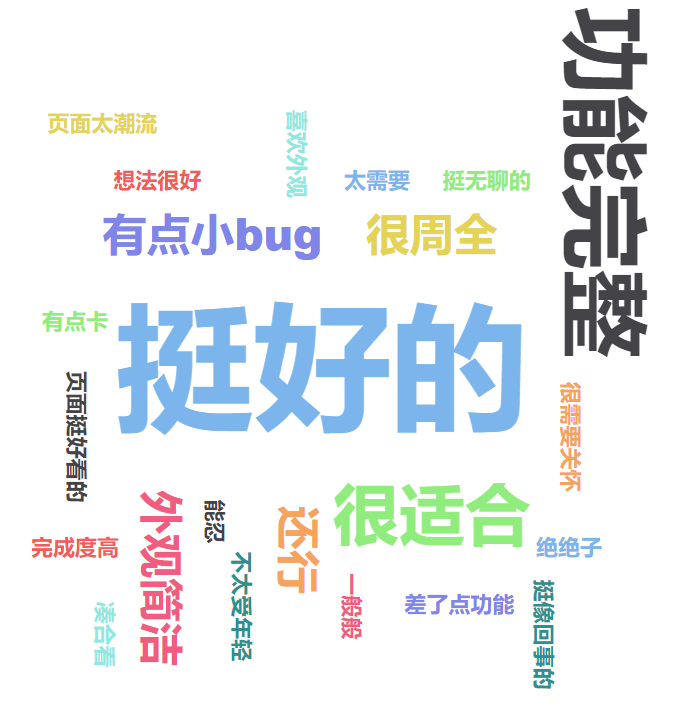 功能完整
页面太潮流
喜欢外观
想法很好
太需要
挺无聊的
有点小bug
很周全
有点卡
挺好的
页面挺好看的
很需要关怀
外观简洁
能忍
还行
很适合
完成度高
不太受年轻
绝绝子
凑合看
一般般
差了点功能
挺像回事的